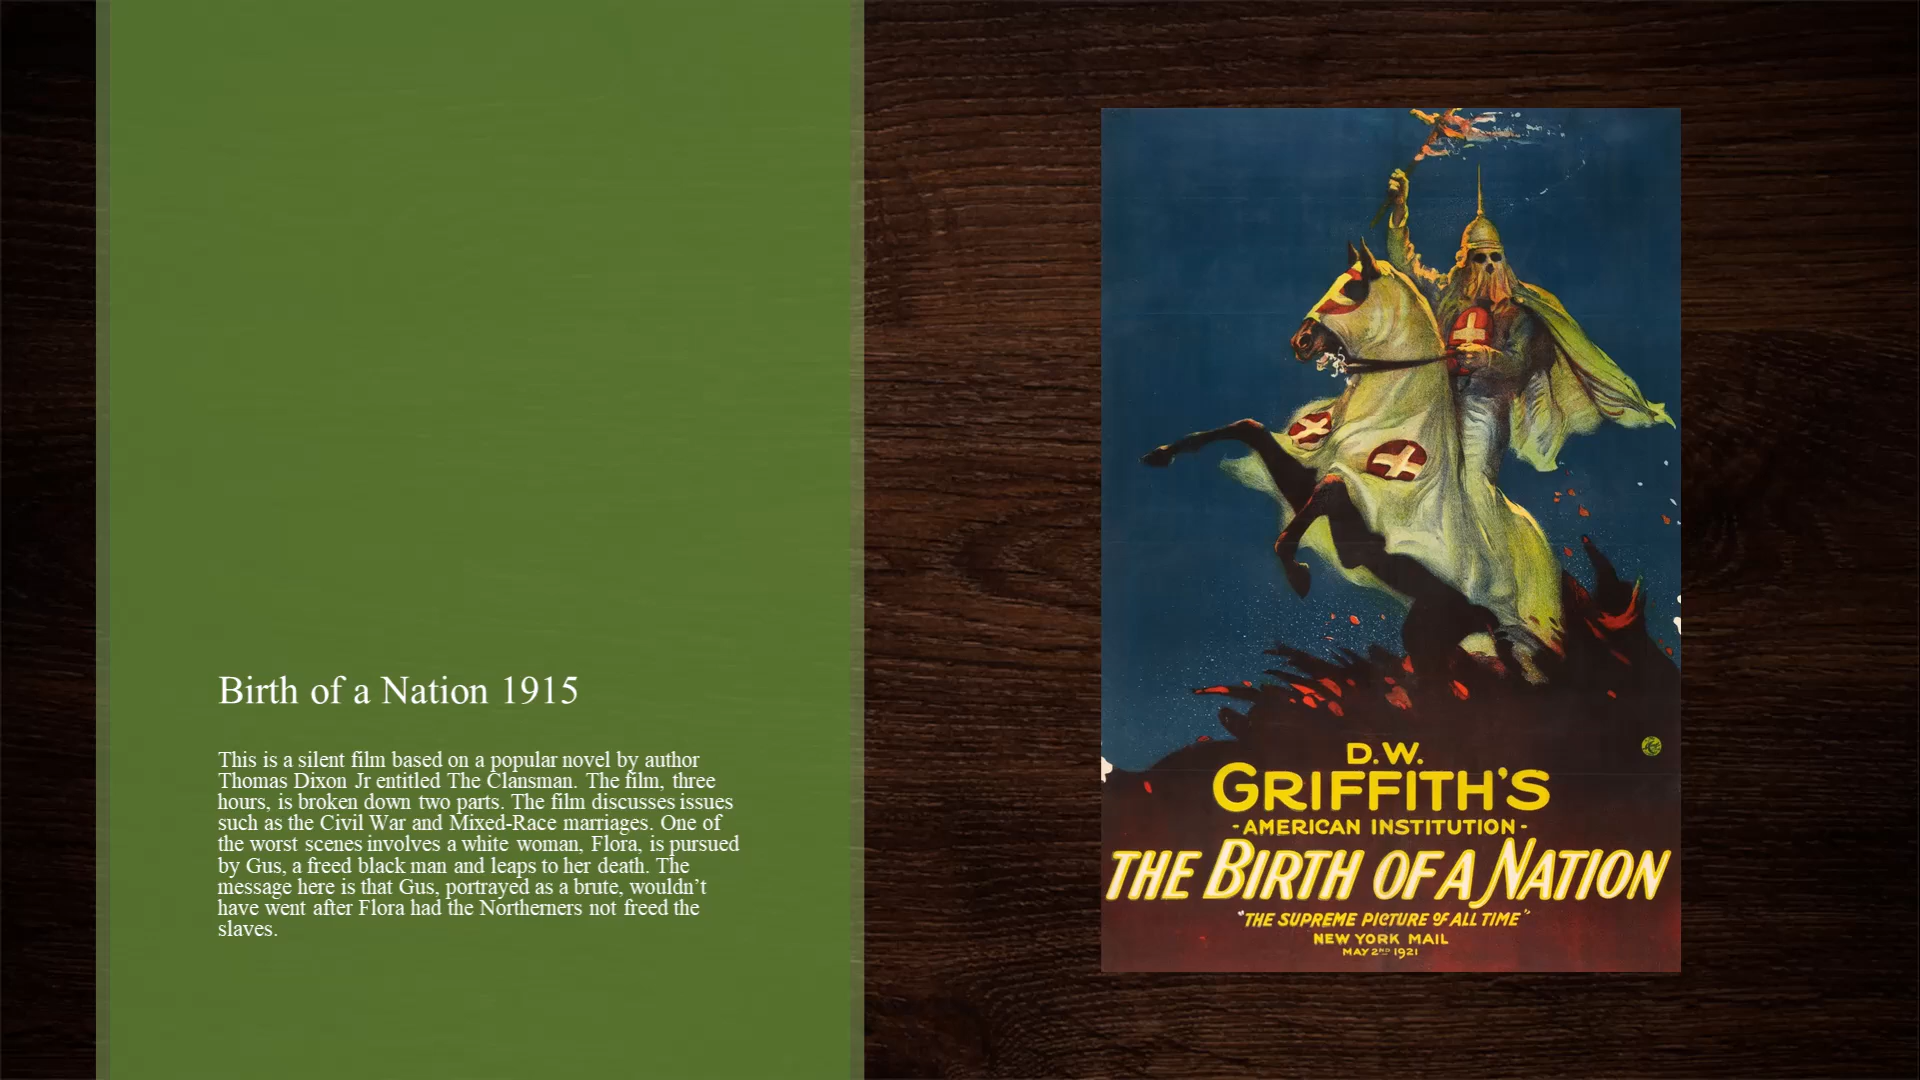 Birth of a Nation 1915
This is a silent film based on a popular novel by author
Thomas Dixon Jr entitled The Clansman. The film, three
hours, is broken down two parts. The film discusses issues
such as the Civil War and Mixed-Race marriages. One of
the worst scenes involves a white woman, Flora, is pursued
by Gus, a freed black man and leaps to her death. The
message here is that Gus, portrayed as a brute, wouldn’t
have went after Flora had the Northerners not freed the
slaves.
D.W.
GRIFFITH'S
-AMERICAN INSTITUTION-
THE BIRTH OF A NATION
"THE SUPREME PICTURE OF ALL TIME"
NEW YORK MAIL
MAY 2ND 1921